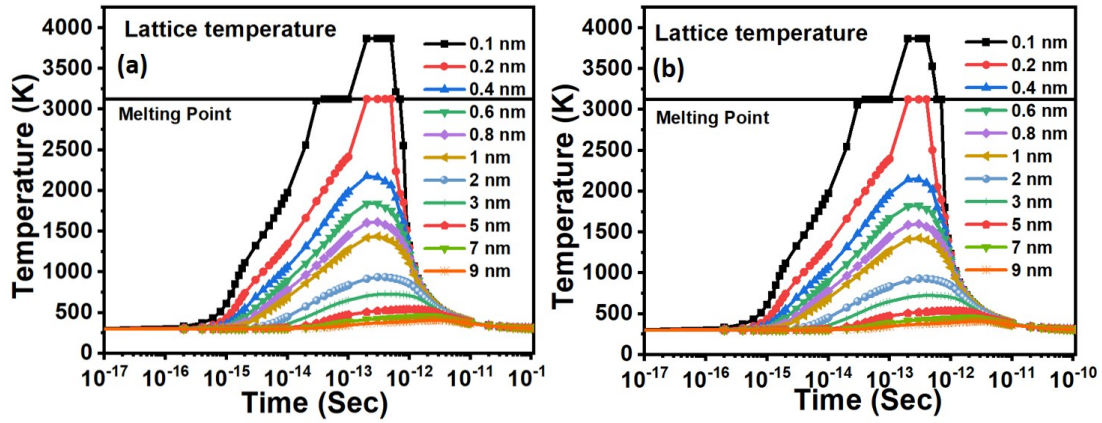 Lattice temperature
(a)
Melting Point
Temperature (K)
4000
3500
3000
2500
2000
1500
1000
500
0
10-17
10-16
10-15
10-14
10-13
10-12
10-1
Time (Sec)
0.1 nm
0.2 nm
0.4 nm
0.6 nm
0.8 nm
1 nm
2 nm
3 nm
5 nm
7 nm
9 nm
Lattice temperature
(b)
Melting Point
Temperature (K)
4000
3500
3000
2500
2000
1500
1000
500
0
10-17
10-16
10-15
10-14
10-13
10-12
10-11
10-10
Time (Sec)
0.1 nm
0.2 nm
0.4 nm
0.6 nm
0.8 nm
1 nm
2 nm
3 nm
5 nm
7 nm
9 nm